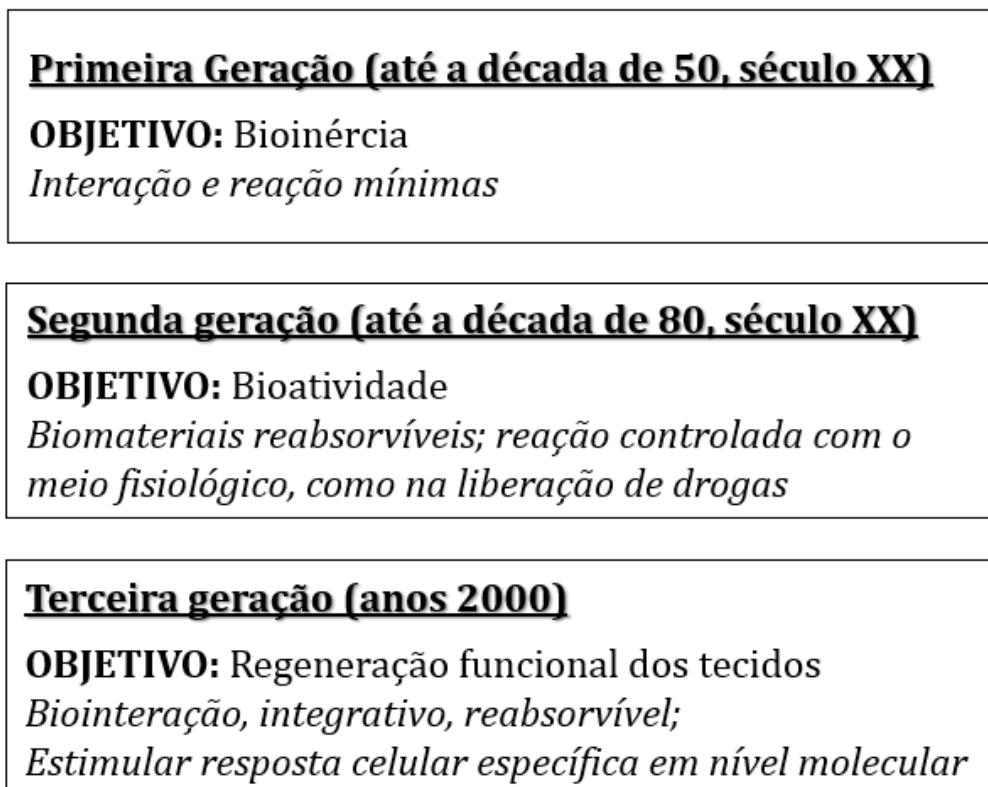 Primeira Geração (até a década de 50, século XX)
OBJETIVO: Bioinércia
Interação e reação mínimas
Segunda geração (até a década de 80, século XX)
OBJETIVO: Bioatividade
Biomateriais reabsorvíveis; reação controlada com o
meio fisiológico, como na liberação de drogas
Terceira geração (anos 2000)
OBJETIVO: Regeneração funcional dos tecidos
Biointeração, integrativo, reabsorvível;
Estimular resposta celular específica em nível molecular